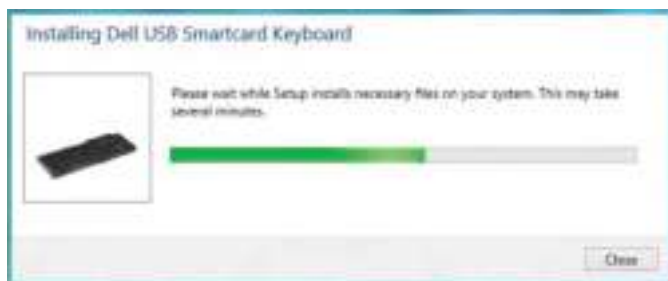 Installing Dell USB Smartcard Keyboard
Please wait while Setup installs necessary files on your system. This may take
several minutes.
Close